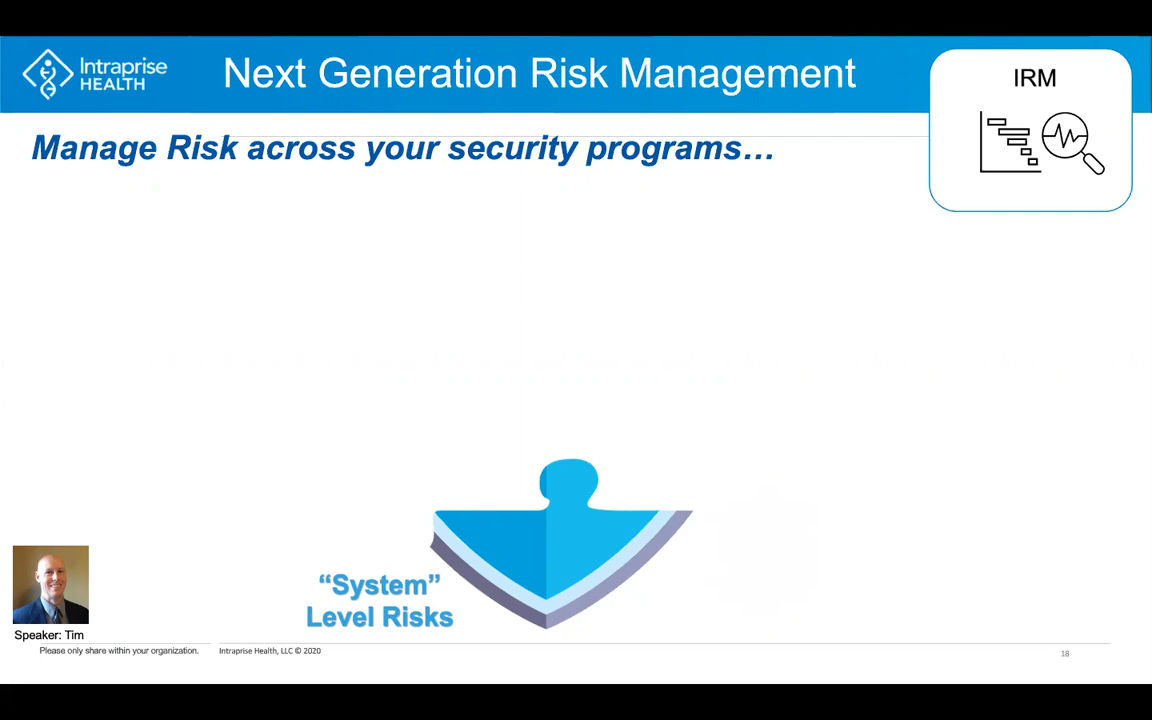 Intraprise
HEALTH
Next Generation Risk Management
IRM
Manage Risk across your security programs…
“System”
Level Risks
Speaker: Tim
Please only share within your organization.
Intraprise Health, LLC © 2020
18